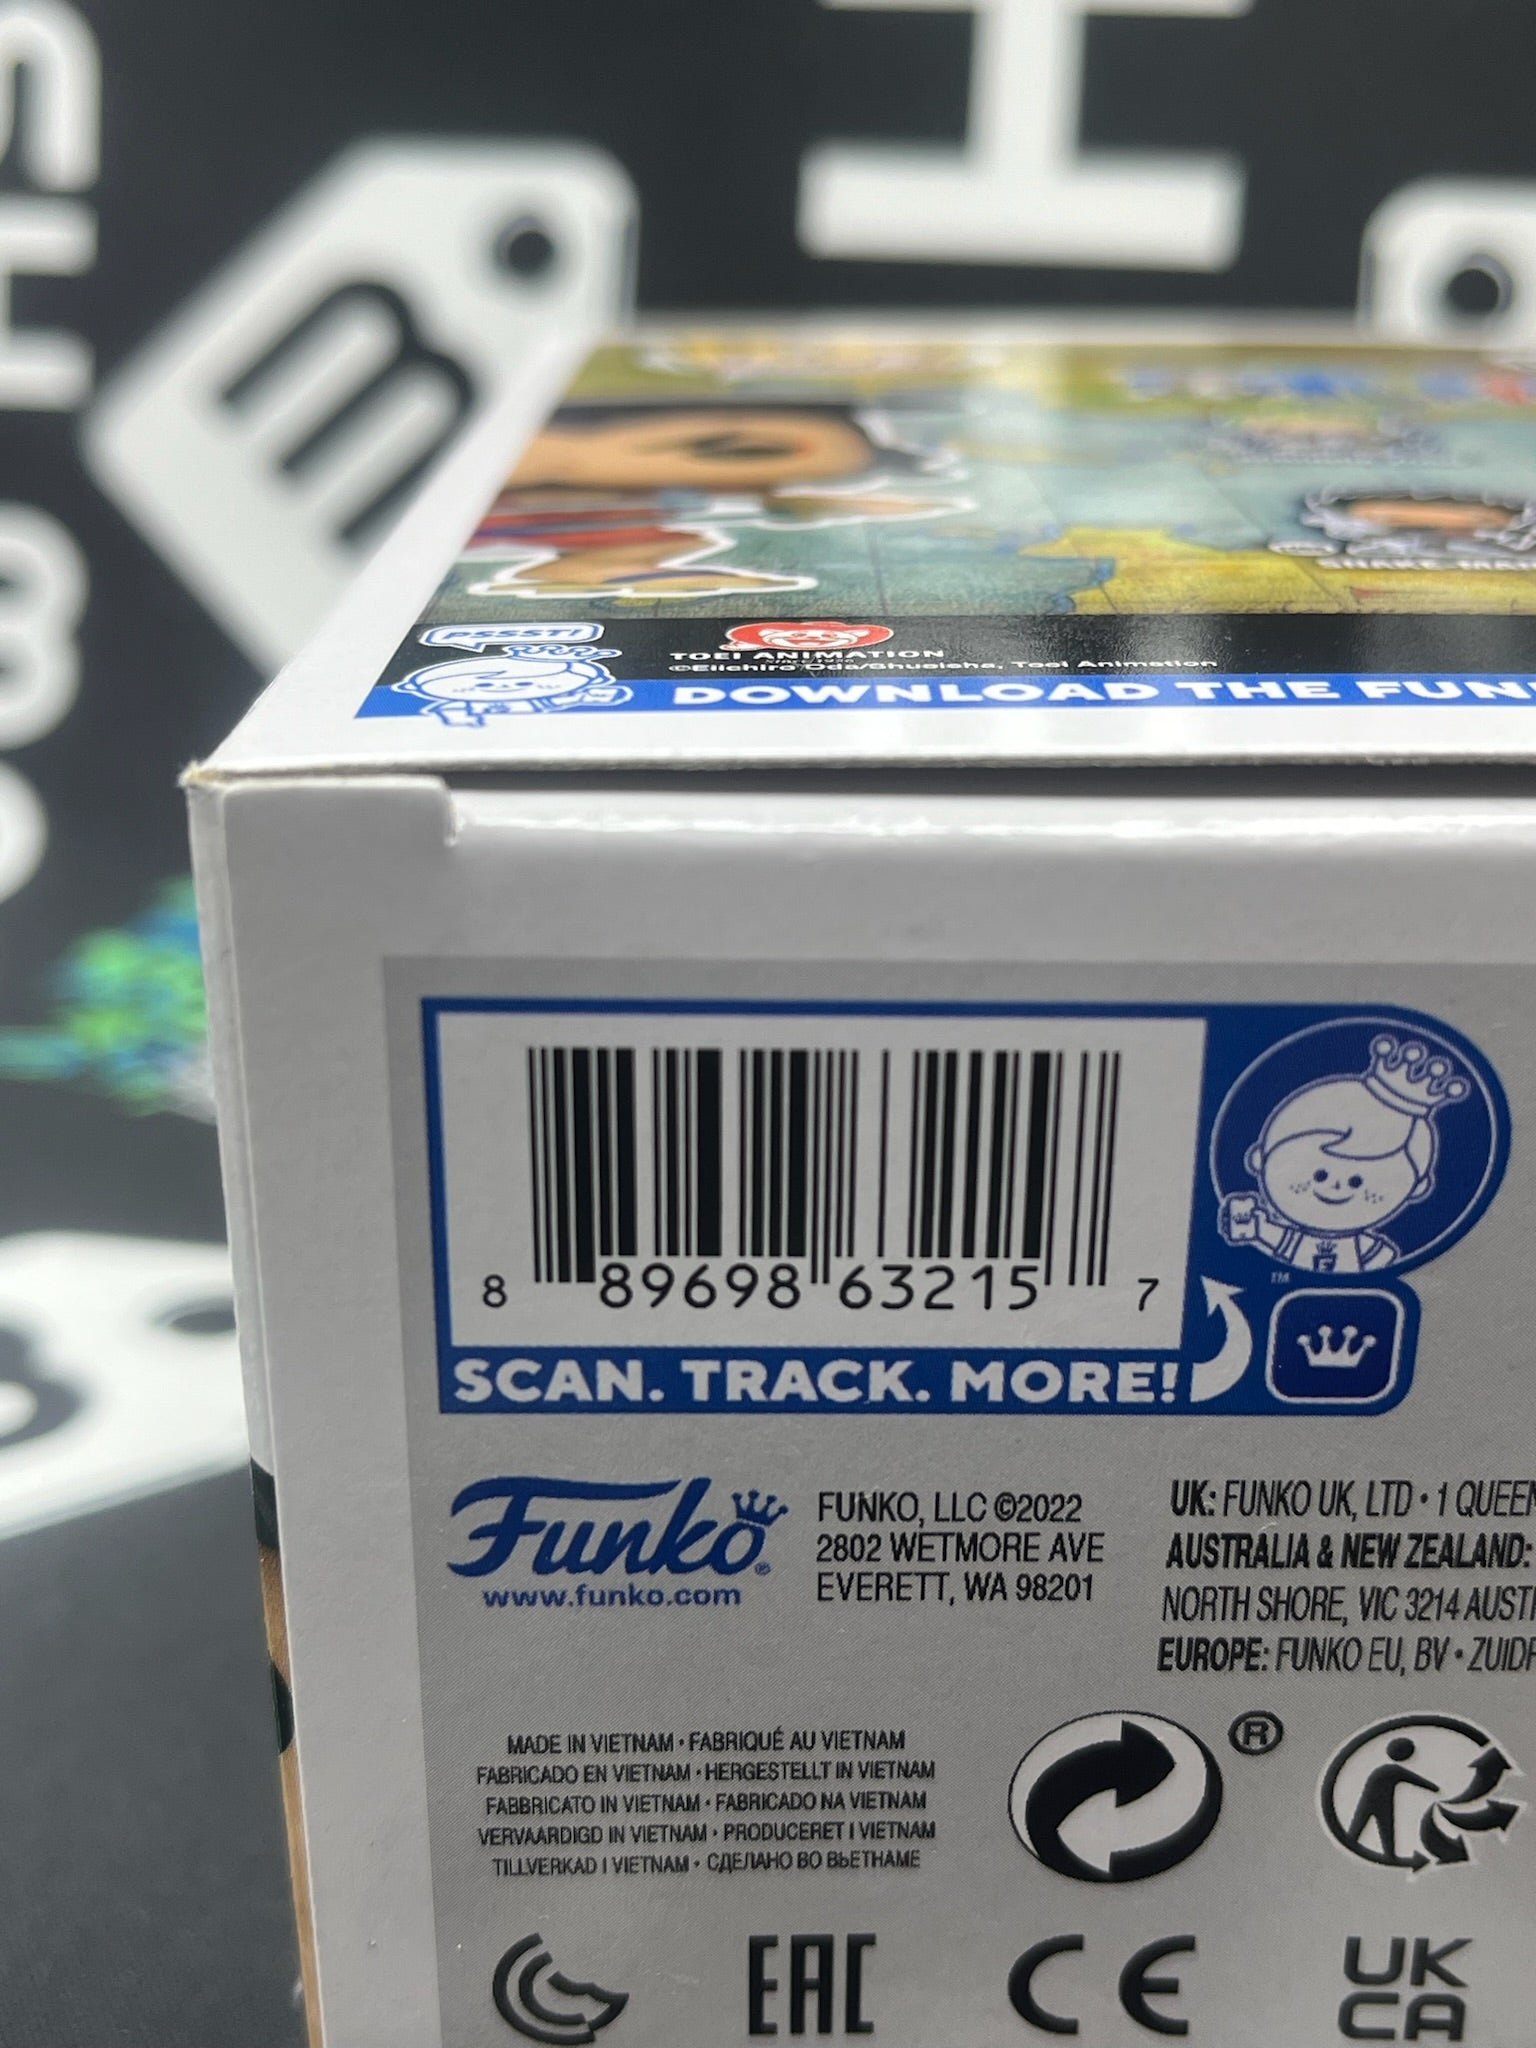 PSSST!
TOEI ANIMATION
©Eiichiro Oda/Shueisha, Toei Animation
DOWNLOAD THE FUN
8 89698 63215 7
™
SCAN. TRACK. MORE!
Funko®
www.funko.com
FUNKO, LLC ©2022
2802 WETMORE AVE
EVERETT, WA 98201
UK: FUNKO UK, LTD • 1 QUEEN
AUSTRALIA & NEW ZEALAND:
NORTH SHORE, VIC 3214 AUST
EUROPE: FUNKO EU, BV • ZUID
MADE IN VIETNAM • FABRIQUÉ AU VIETNAM
FABRICADO EN VIETNAM • HERGESTELLT IN VIETNAM
FABBRICATO IN VIETNAM • FABRICADO NA VIETNAM
VERVAARDIGD IN VIETNAM • PRODUCERET I VIETNAM
TILLVERKAD I VIETNAM • СДЕЛАНО ВО ВЬЕТНАМЕ
®
EAC
CE
UK
CA